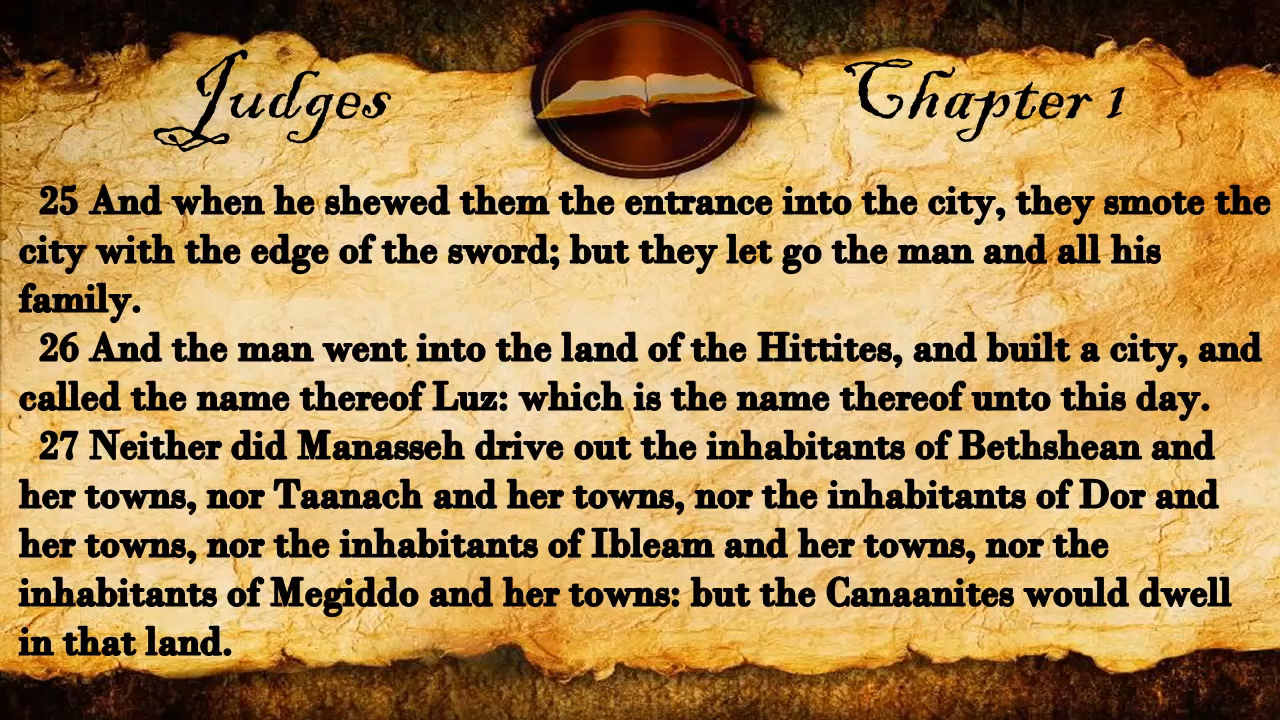 Judges
Chapter 1
25 And when he shewed them the entrance into the city, they smote the
city with the edge of the sword; but they let go the man and all his
family.
26 And the man went into the land of the Hittites, and built a city, and
called the name thereof Luz: which is the name thereof unto this day.
27 Neither did Manasseh drive out the inhabitants of Bethshean and
her towns, nor Taanach and her towns, nor the inhabitants of Dor and
her towns, nor the inhabitants of Ibleam and her towns, nor the
inhabitants of Megiddo and her towns: but the Canaanites would dwell
in that land.